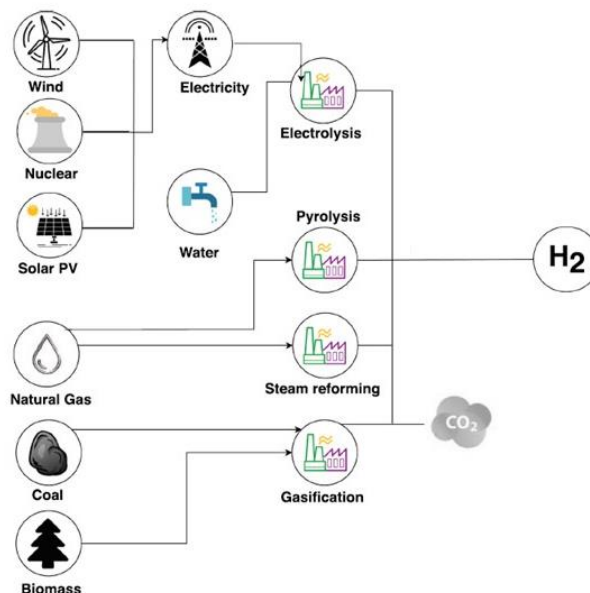 Wind
Electricity
Electrolysis
Nuclear
Pyrolysis
Water
Solar PV
H2
Natural Gas
Steam reforming
CO2
Coal
Gasification
Biomass